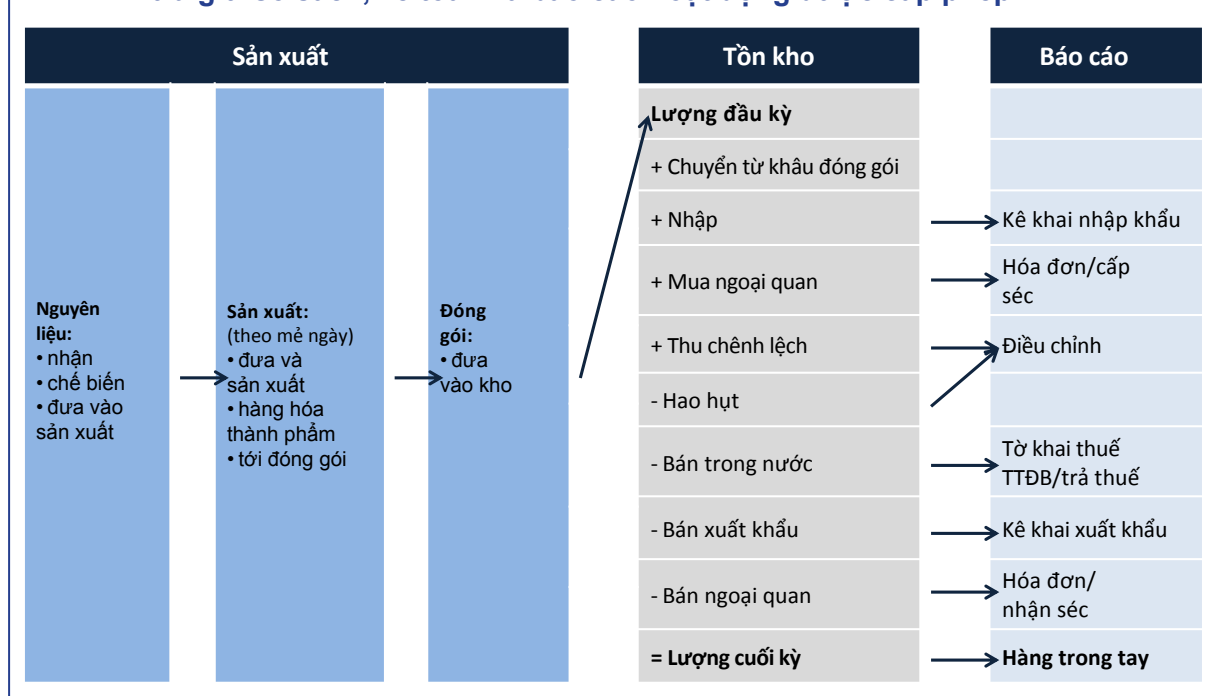 Sản xuất
Nguyên
liệu:
• nhận
• chế biến
• đưa vào
sản xuất
Sản xuất:
(theo mẻ ngày)
• đưa và
sản xuất
• hàng hóa
thành phẩm
• tới đóng gói
Đóng
gói:
• đưa
vào kho
Tồn kho
Lượng đầu kỳ
+ Chuyển từ khâu đóng gói
+ Nhập
+ Mua ngoại quan
+ Thu chênh lệch
- Hao hụt
- Bán trong nước
- Bán xuất khẩu
- Bán ngoại quan
= Lượng cuối kỳ
Báo cáo
Kê khai nhập khẩu
Hóa đơn/cấp
séc
Điều chỉnh
Tờ khai thuế
TTĐB/trả thuế
Kê khai xuất khẩu
Hóa đơn/
nhận séc
Hàng trong tay